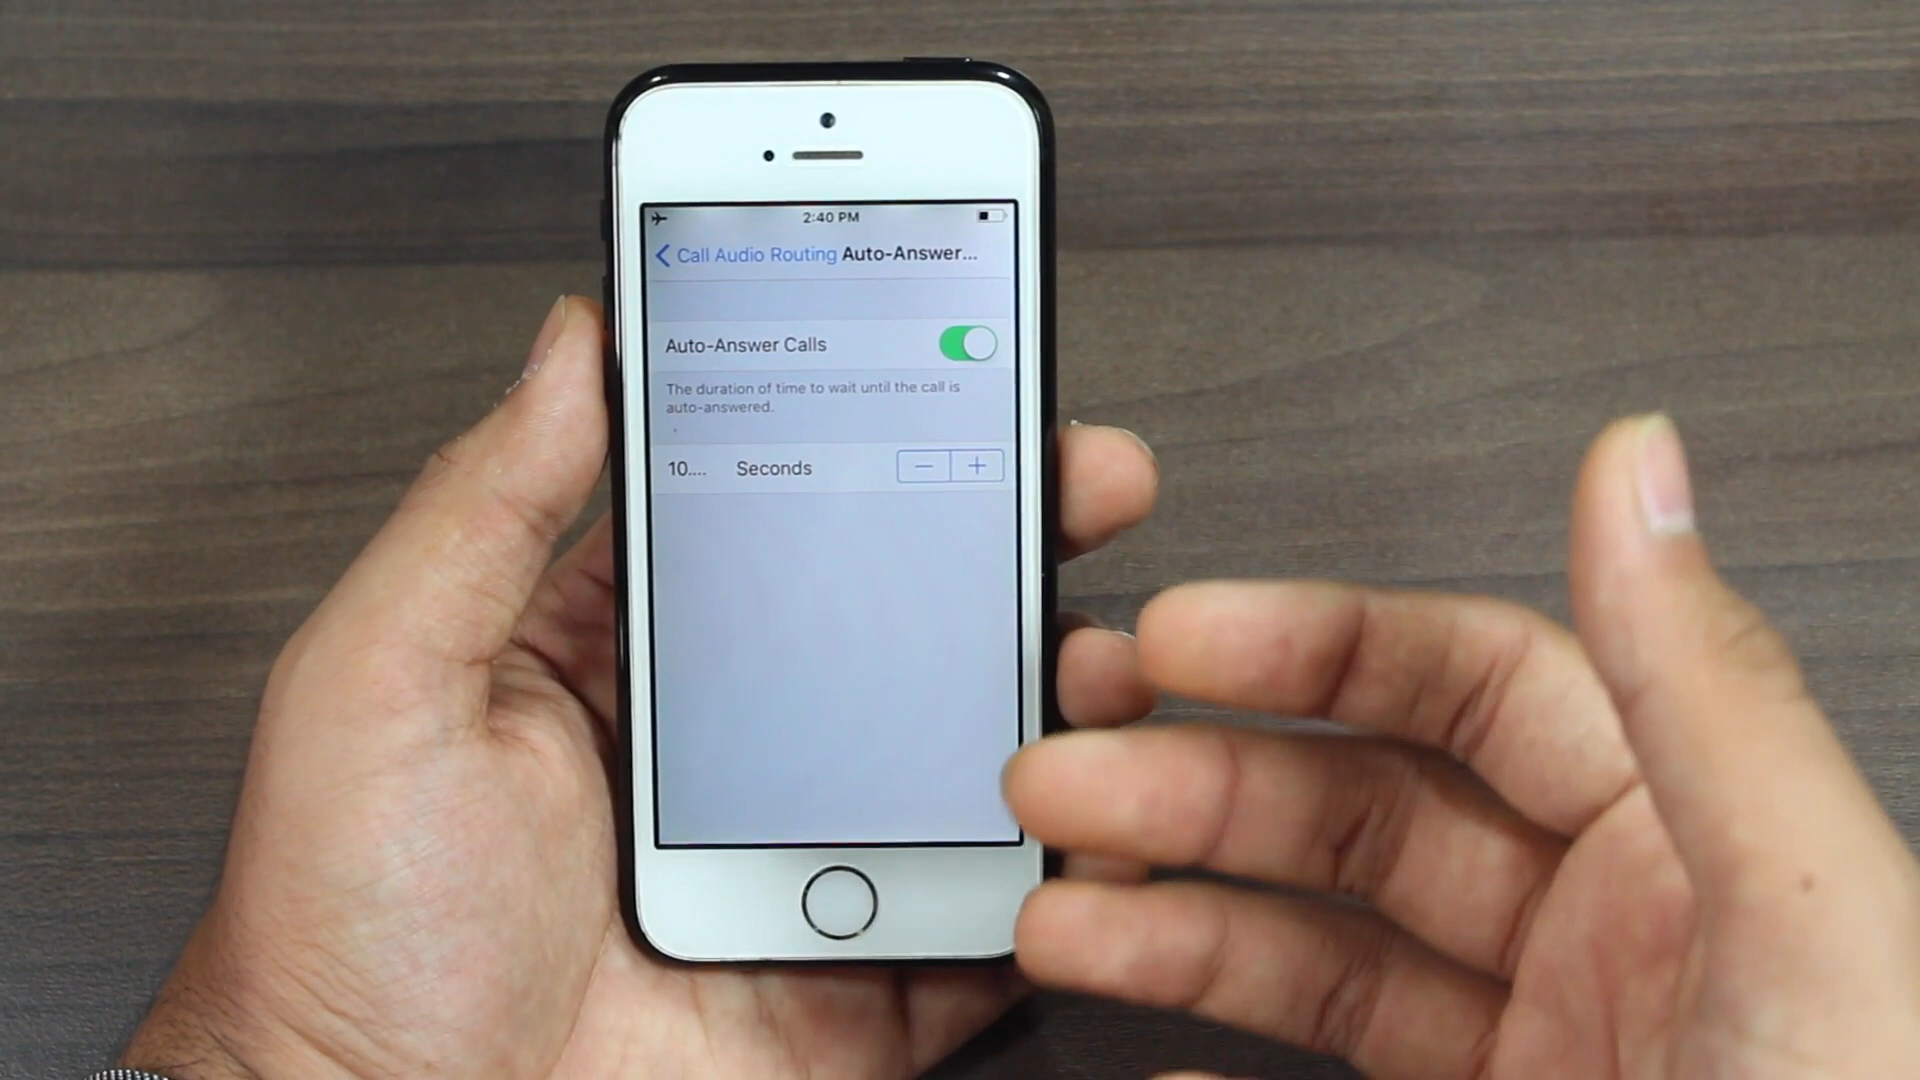 2:40 PM
Call Audio Routing Auto-Answer...
Auto-Answer Calls
The duration of time to wait until the call is
auto-answered.
10.... Seconds